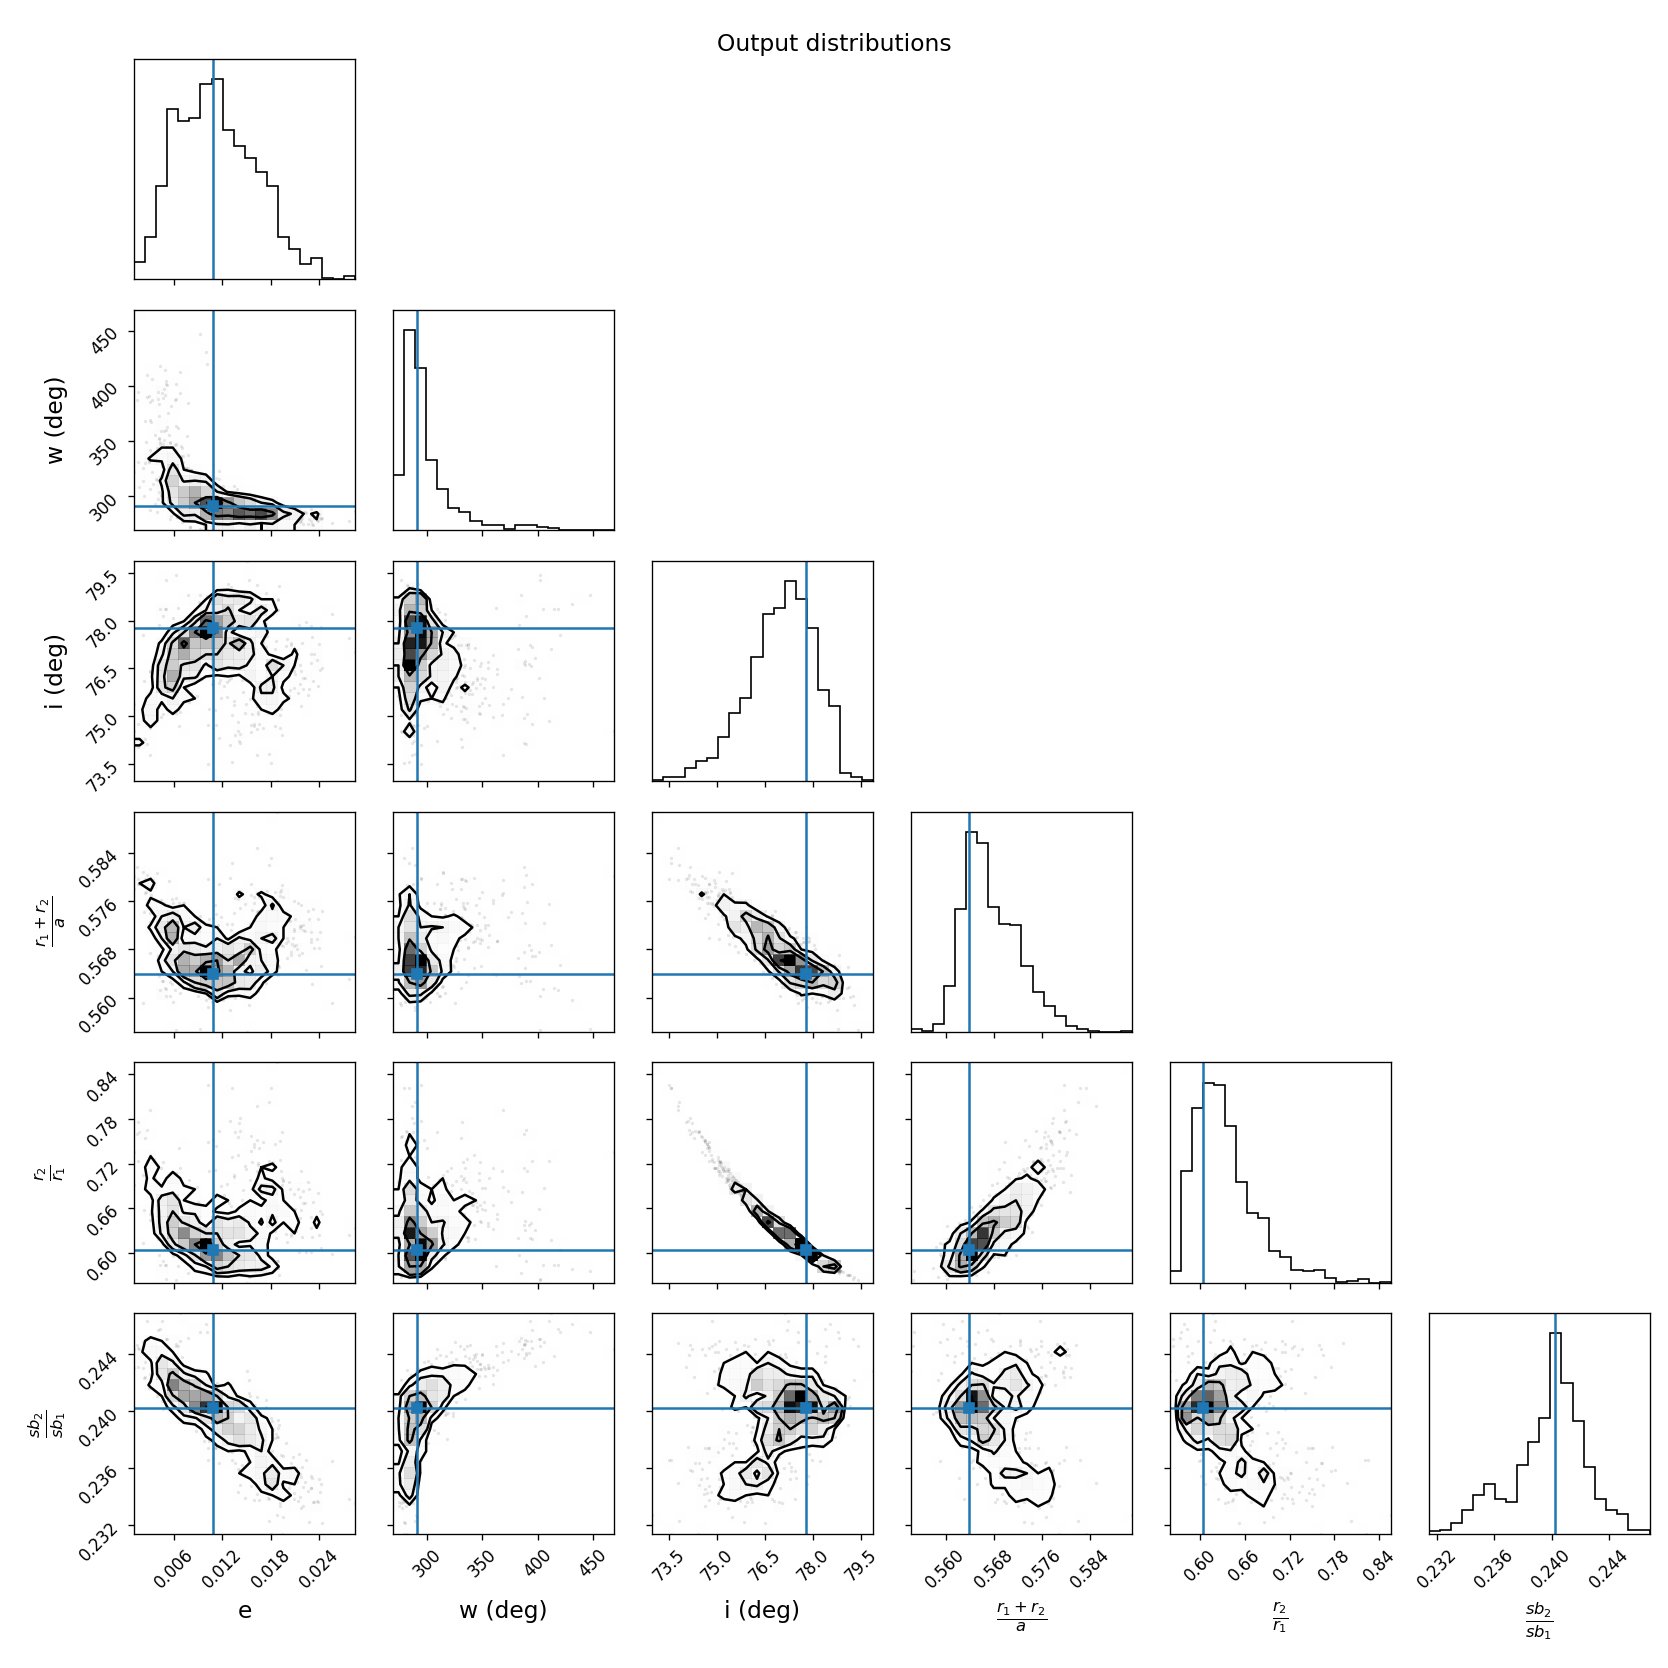 Output distributions
450
400
350
300
w (deg)
79.5
78.0
76.5
75.0
73.5
i (deg)
0.584
0.576
0.568
0.560
r₁ + r₂
a
0.84
0.78
0.72
0.66
0.60
r₂
r₁
0.244
0.240
0.236
0.232
sb₂
sb₁
0.006 0.012 0.018 0.024
300 350 400 450
73.5 75.0 76.5 78.0 79.5
0.560 0.568 0.576 0.584
0.60 0.66 0.72 0.78 0.84
0.232 0.236 0.240 0.244
e
w (deg)
i (deg)
r₁ + r₂
a
r₂
r₁
sb₂
sb₁